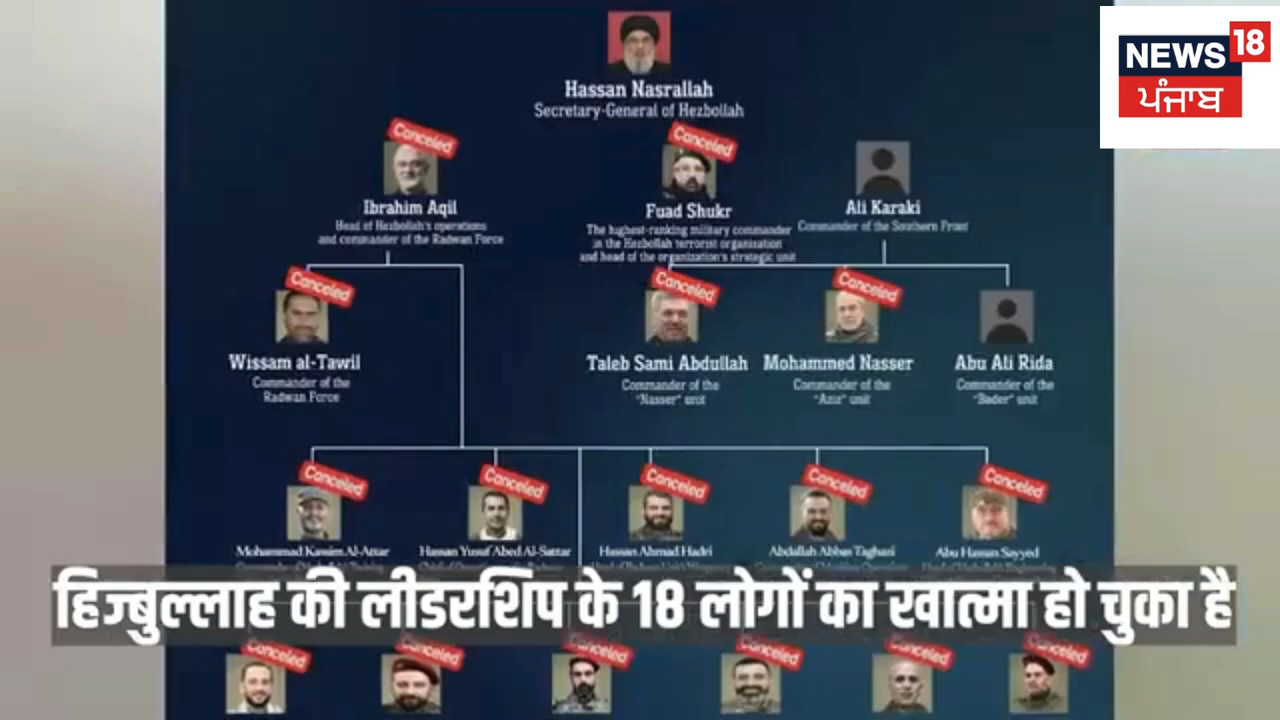 NEWS 18
ਪੰਜਾਬ
Hassan Nasrallah
Secretary-General of Hezbollah
Canceled
Canceled
Ibrahim Aqil
Head of Hezbollah's operations
and commander of the Radwan Force
Fuad Shukr
The highest-ranking military commander
in the Hezbollah terrorist organization
and head of the organization's strategic unit
Ali Karaki
Commander of the Southern Front
Canceled
Canceled
Canceled
Wissam al-Tawil
Commander of the
Radwan Force
Taleb Sami Abdullah
Commander of the
"Nasser" unit
Mohammed Nasser
Commander of the
"Aziz" unit
Abu Ali Rida
Commander of the
"Bader" unit
Canceled
Canceled
Canceled
Canceled
Canceled
Mohammad Kassim Al-Attar
Hassan Yusuf Abed Al-Sattar
Hassan Ahmad Hadri
Abdallah Abbas
Abu Hassan Sayyed
हिज्बुल्लाह की लीडरशिप के 18 लोगों का खात्मा हो चुका है
Canceled
Canceled
Canceled
Canceled
Canceled
Canceled